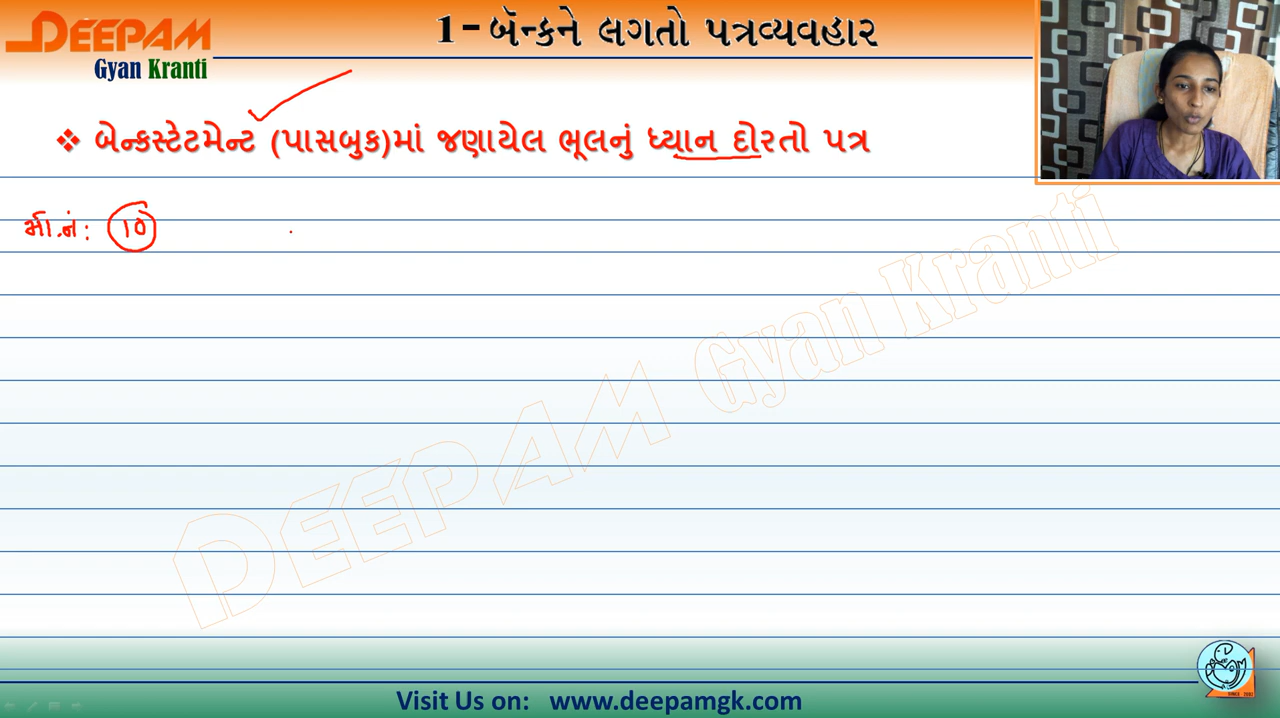 DEEPAM
Gyan Kranti
1-બૅન્કને લગતો પત્રવ્યવહાર
❖ બેન્કસ્ટેટમેન્ટ (પાસબુક)માં જણાયેલ ભૂલનું ધ્યાન દોરતો પત્ર
મા.નં: 10
DEEPAM Gyan Kranti
Visit Us on: www.deepamgk.com